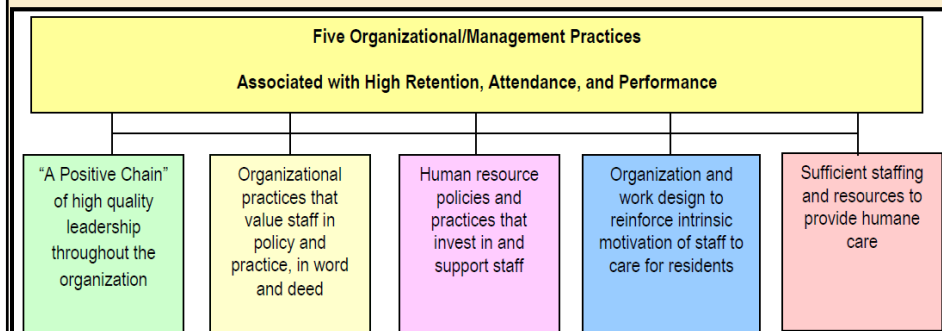 Five Organizational/Management Practices
Associated with High Retention, Attendance, and Performance
“A Positive Chain”
of high quality
leadership
throughout the
organization
Organizational
practices that
value staff in
policy and
practice, in word
and deed
Human resource
policies and
practices that
invest in and
support staff
Organization and
work design to
reinforce intrinsic
motivation of staff to
care for residents
Sufficient staffing
and resources to
provide humane
care